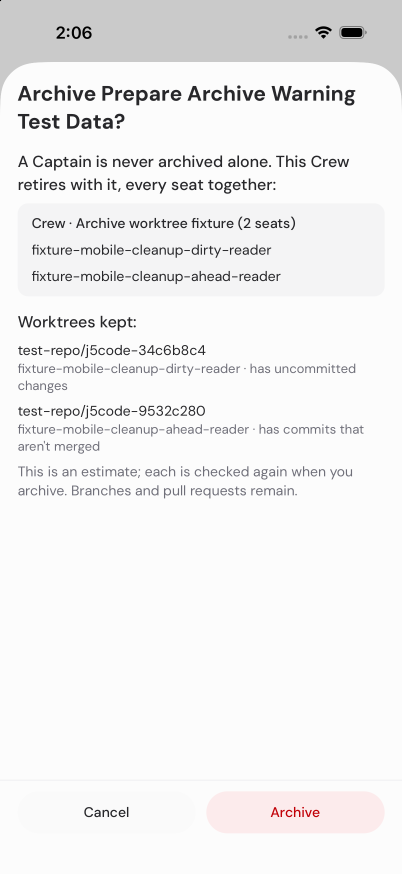 2:06
Archive Prepare Archive Warning
Test Data?
A Captain is never archived alone. This Crew
retires with it, every seat together:
Crew · Archive worktree fixture (2 seats)
fixture-mobile-cleanup-dirty-reader
fixture-mobile-cleanup-ahead-reader
Worktrees kept:
test-repo/j5code-34c6b8c4
fixture-mobile-cleanup-dirty-reader · has uncommitted
changes
test-repo/j5code-9532c280
fixture-mobile-cleanup-ahead-reader · has commits that
aren't merged
This is an estimate; each is checked again when you
archive. Branches and pull requests remain.
Cancel
Archive